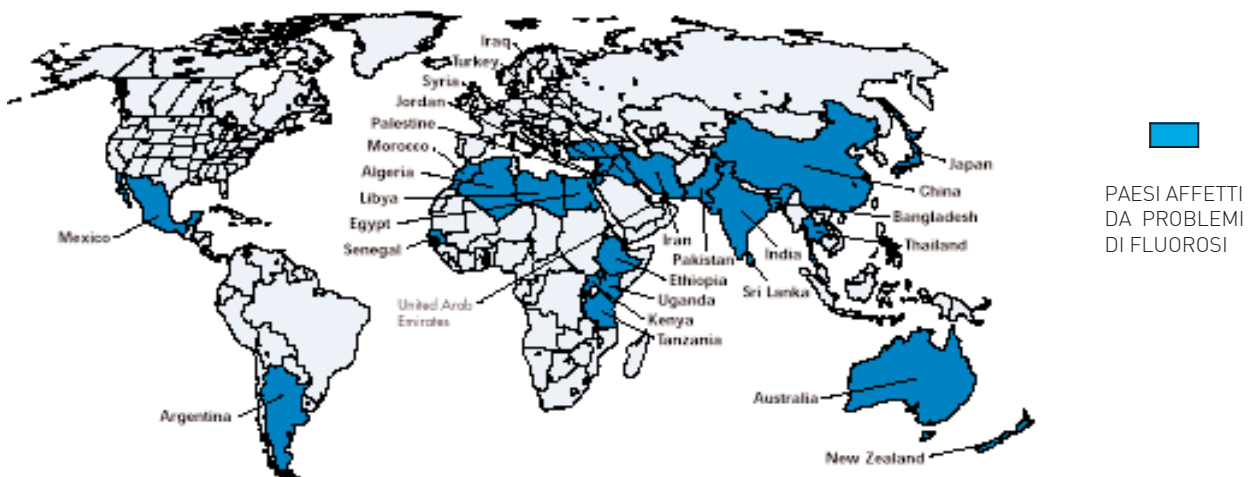 Iraq
Turkey
Syria
Jordan
Palestine
Morocco
Algeria
Libya
Egypt
Senegal
Mexico
United Arab
Emirates
Argentina
Iran
Pakistan
Ethiopia
Uganda
Kenya
Tanzania
India
Sri Lanka
Japan
China
Bangladesh
Thailand
Australia
New Zealand
PAESI AFFETTI
DA PROBLEMI
DI FLUOROSI